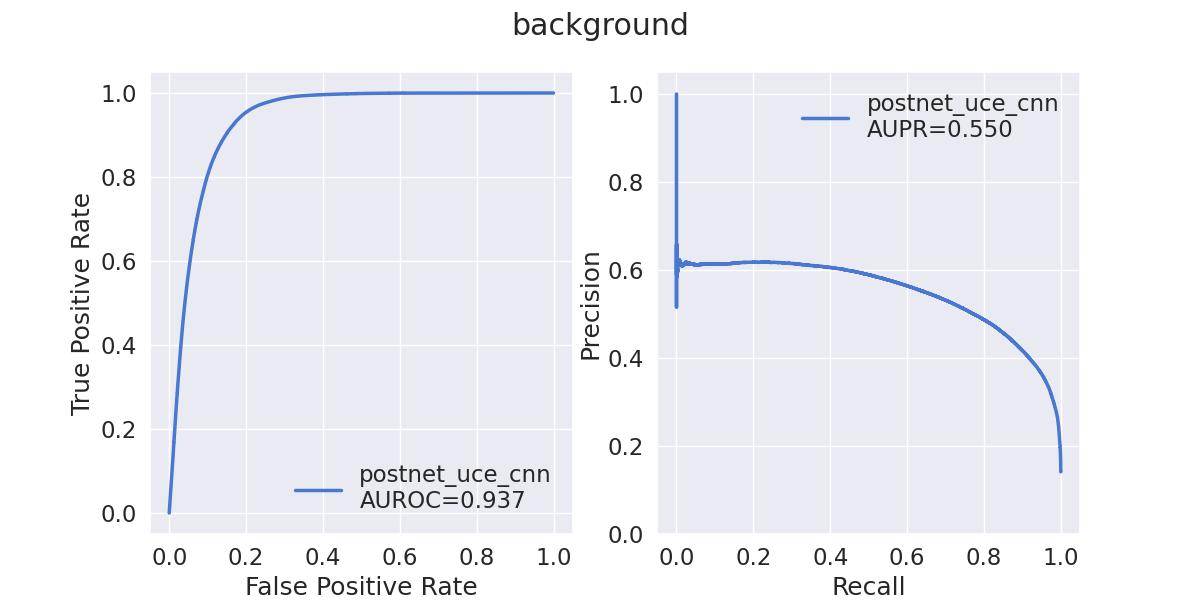 background
1.0
0.8
0.6
0.4
0.2
0.0
True Positive Rate
0.0 0.2 0.4 0.6 0.8 1.0
False Positive Rate
postnet_uce_cnn
AUROC=0.937
1.0
0.8
0.6
0.4
0.2
0.0
Precision
0.0 0.2 0.4 0.6 0.8 1.0
Recall
postnet_uce_cnn
AUPR=0.550